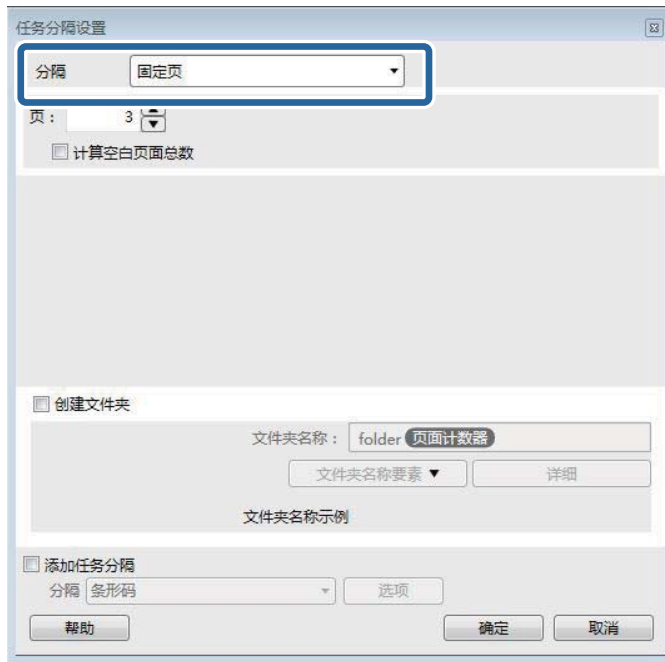 任务分隔设置
分隔 固定页
页： 3
计算空白页面总数
创建文件夹
文件夹名称： folder 页面计数器
文件夹名称要素 ▼ 详细
文件夹名称示例
添加任务分隔
分隔 条形码 选项
帮助 确定 取消